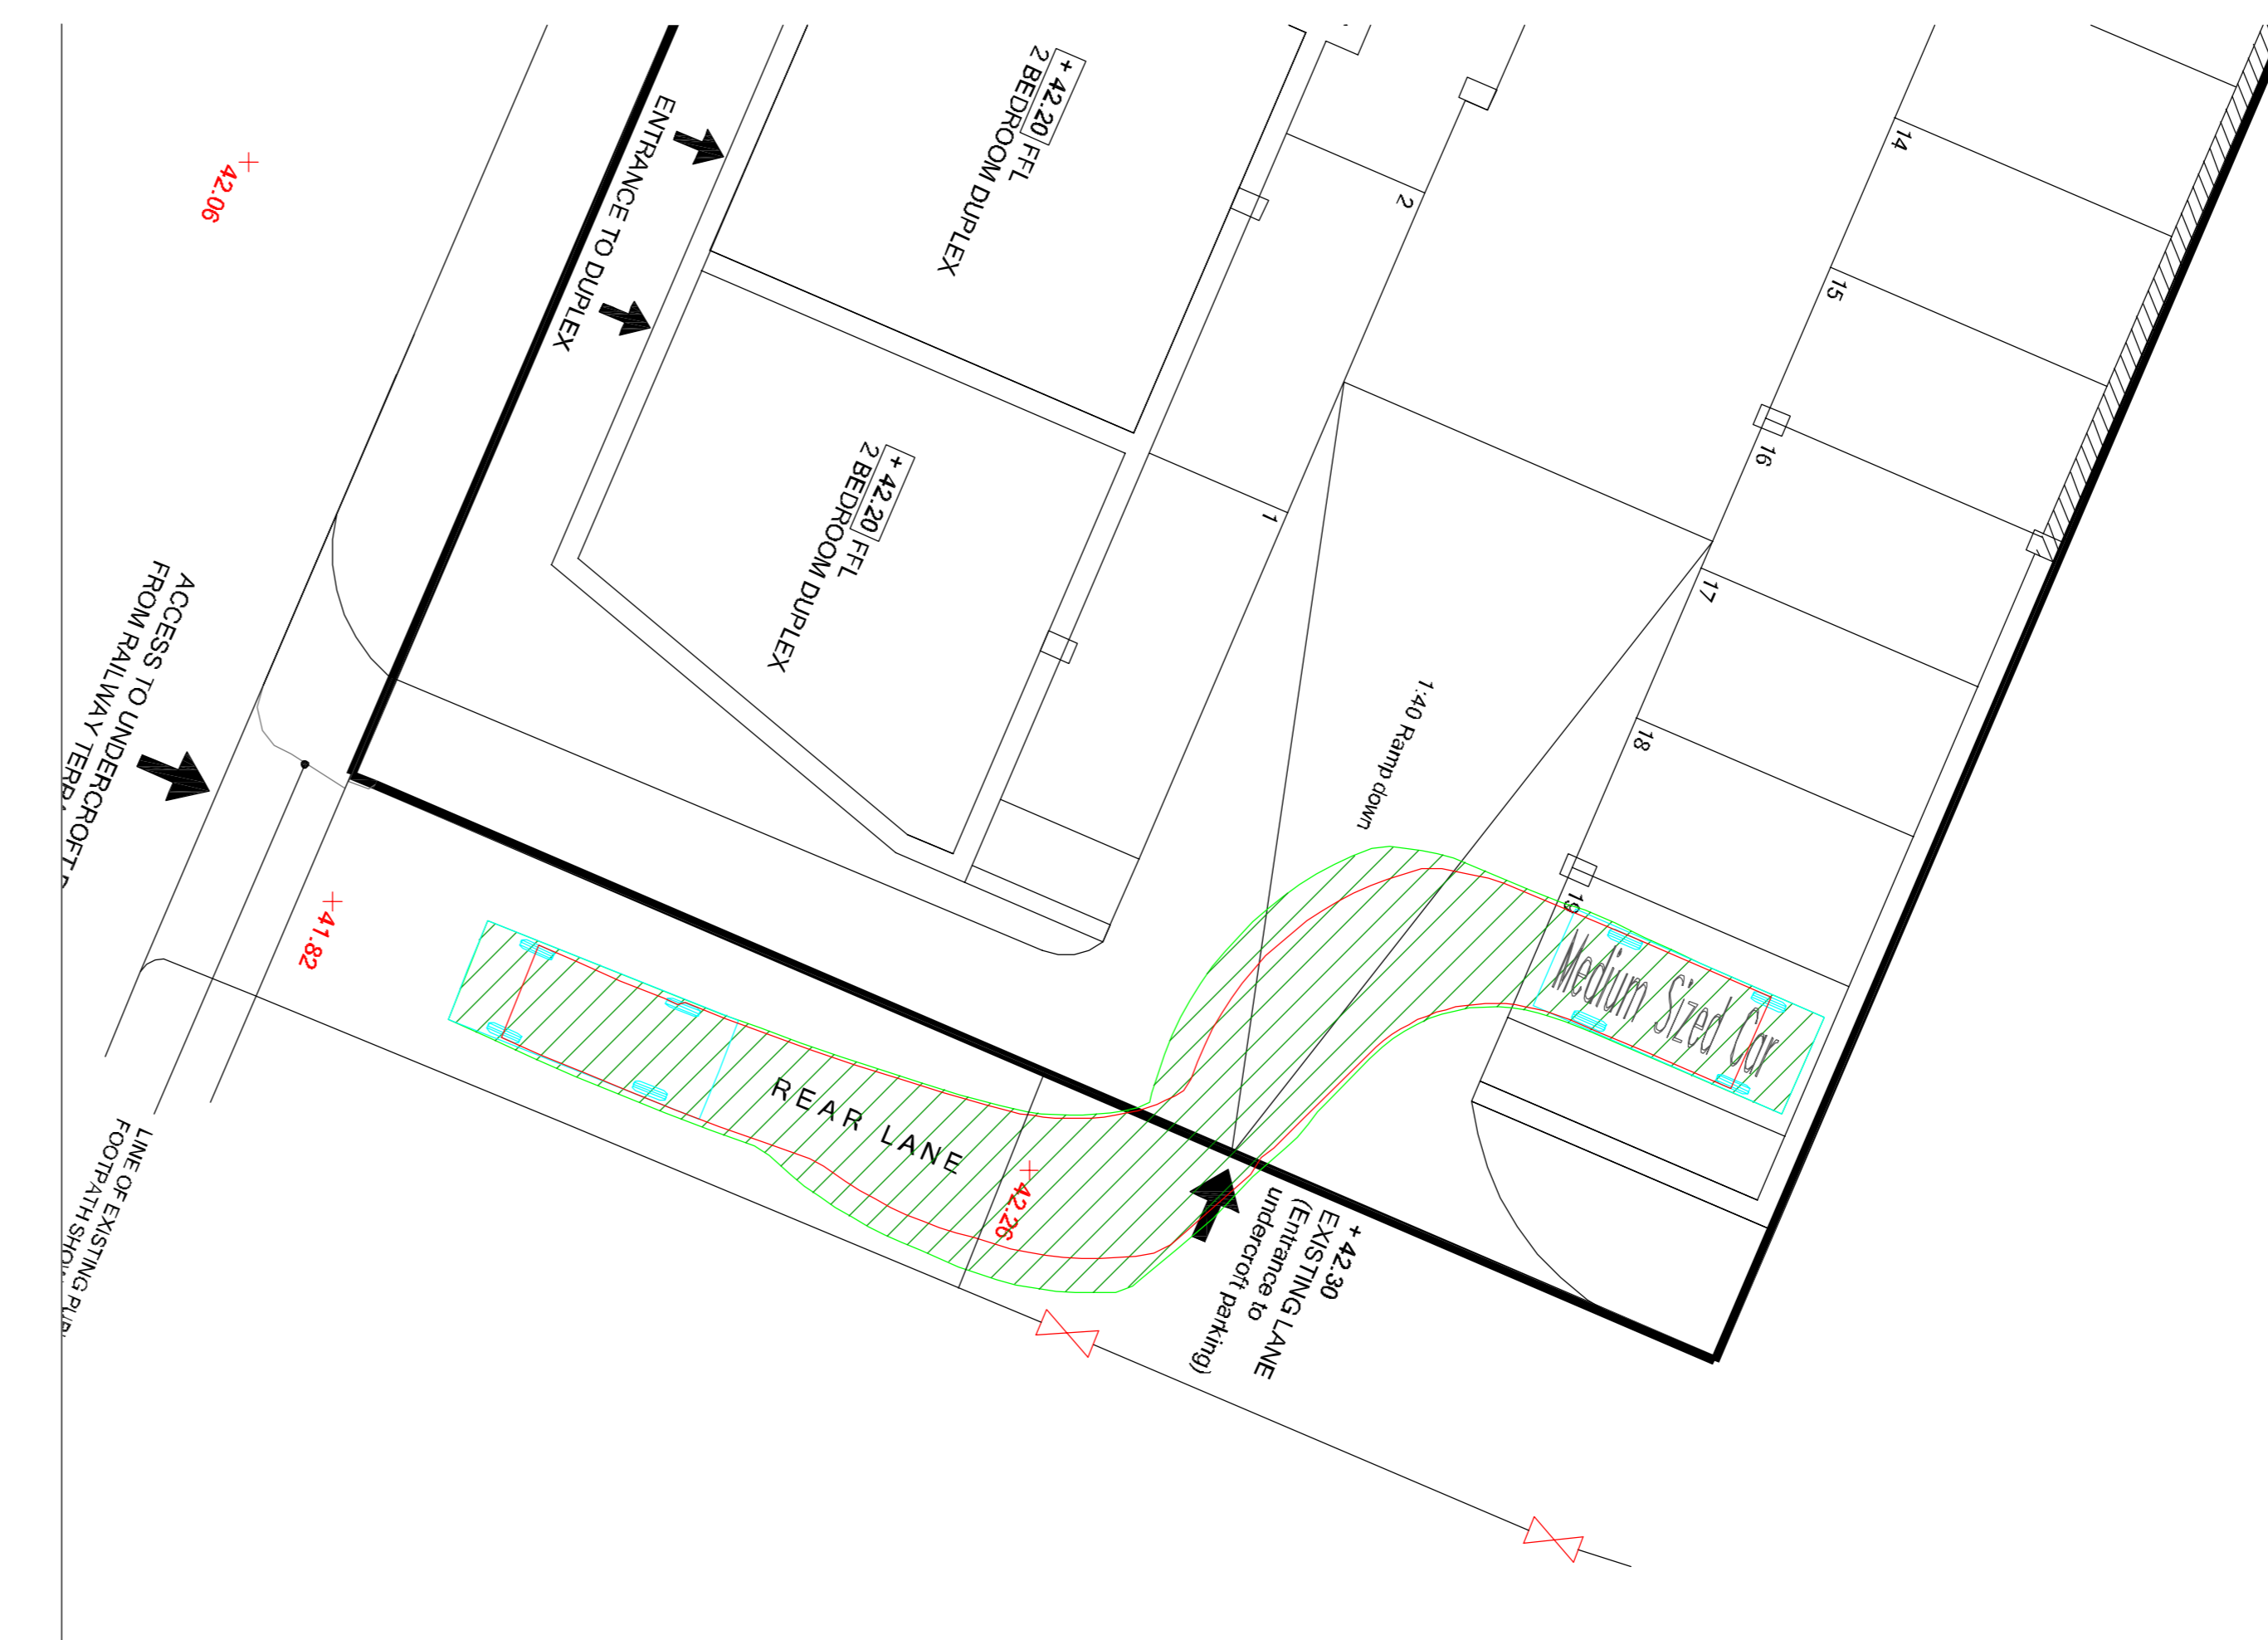 + 42.20 FFL
2 BEDROOM DUPLEX
ENTRANCE TO DUPLEX
42.06
+ 42.20 FFL
2 BEDROOM DUPLEX
2
1
14
15
16
17
18
19
1:40 Ramp down
Medium Sized Car
ACCESS TO UNDERCROFT
FROM RAILWAY
41.82
REAR LANE
42.26
+ 42.30
EXISTING LANE
(Entrance to
undercroft parking)
LINE OF EXISTING
FOOTPATH